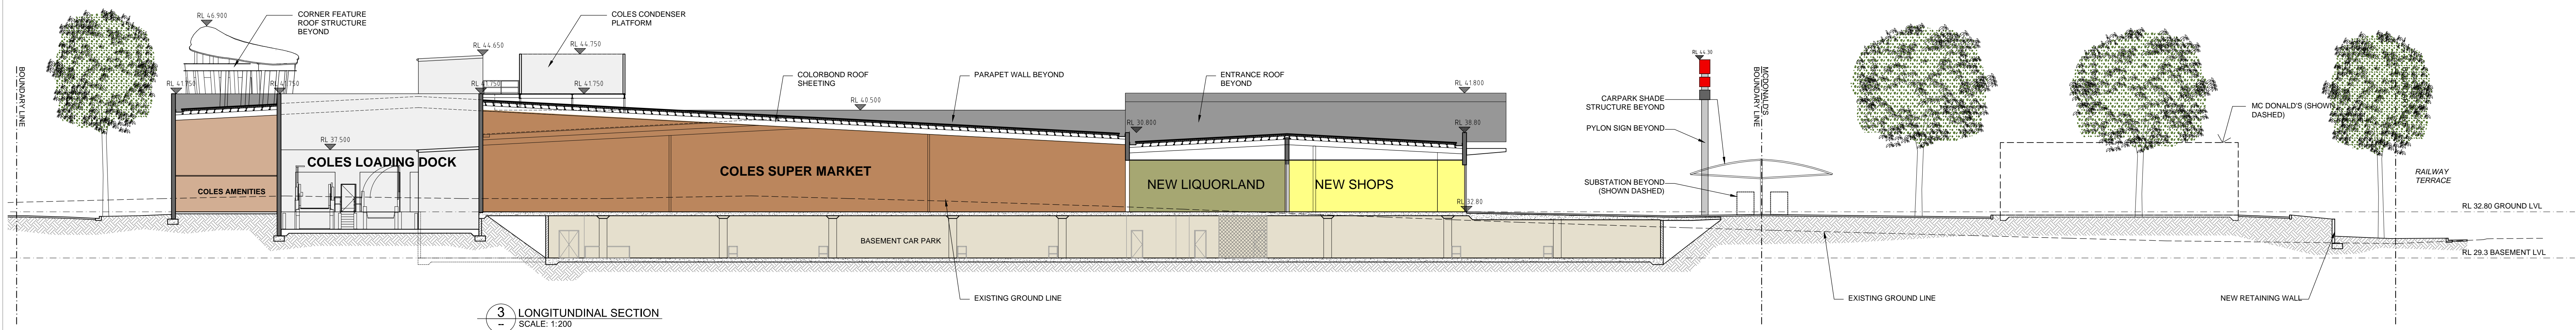 RL 46.900
CORNER FEATURE
ROOF STRUCTURE
BEYOND
COLES CONDENSER
PLATFORM
RL 44.650
RL 44.750
RL 44.30
BOUNDARY LINE
RL 41.750
RL 41.750
RL 41.750
RL 41.750
COLORBOND ROOF
SHEETING
PARAPET WALL BEYOND
ENTRANCE ROOF
BEYOND
RL 41.800
MCDONALD'S
BOUNDARY LINE
CARPARK SHADE
STRUCTURE BEYOND
MC DONALD'S (SHOWN
DASHED)
RL 40.500
RL 30.800
RL 38.80
PYLON SIGN BEYOND
RL 37.500
COLES LOADING DOCK
COLES SUPER MARKET
NEW LIQUORLAND
NEW SHOPS
COLES AMENITIES
SUBSTATION BEYOND
(SHOWN DASHED)
RAILWAY
TERRACE
RL 32.80
RL 32.80 GROUND LVL
BASEMENT CAR PARK
RL 29.3 BASEMENT LVL
EXISTING GROUND LINE
EXISTING GROUND LINE
NEW RETAINING WALL
3
--
LONGITUNDINAL SECTION
SCALE: 1:200